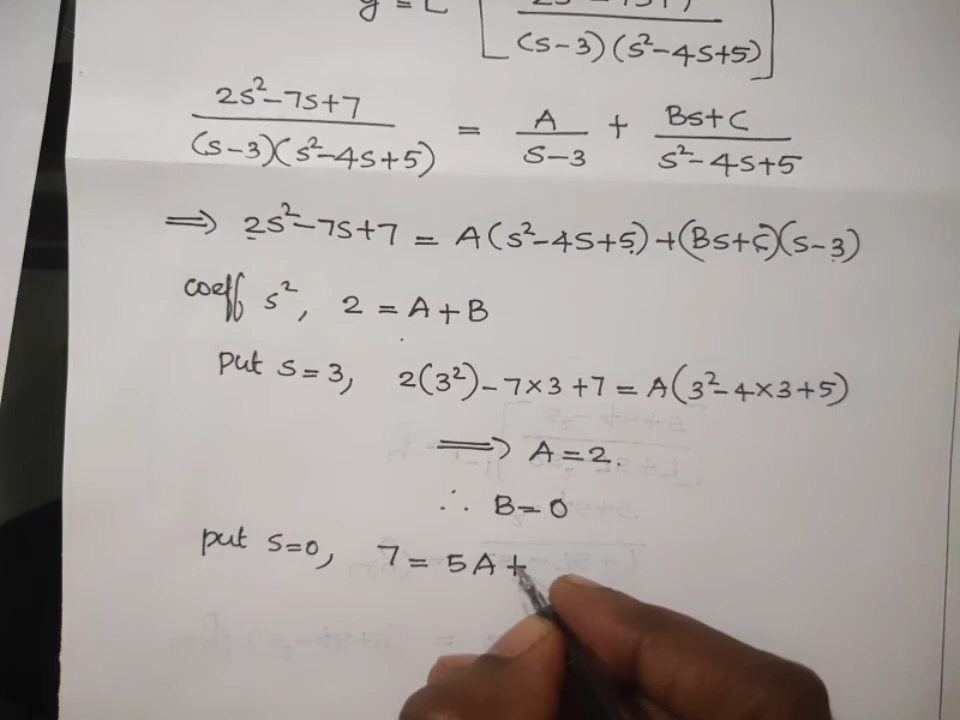 y = L
(s-3)(s²-4s+5)
2s²-7s+7 / (s-3)(s²-4s+5) = A / s-3 + Bs+C / s²-4s+5
⟹ 2s²-7s+7 = A(s²-4s+5)+(Bs+C)(s-3)
coeff s², 2 = A+B
put s=3, 2(3²)-7×3+7 = A(3²-4×3+5)
⟹ A=2.
∴ B=0
put s=0, 7 = 5A+